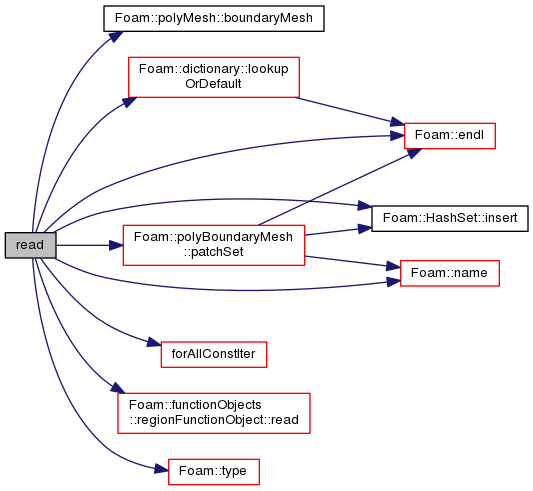 Foam::polyMesh::boundaryMesh
Foam::dictionary::lookup
OrDefault
Foam::endl
Foam::HashSet::insert
read
Foam::polyBoundaryMesh
::patchSet
Foam::name
forAllConstIter
Foam::functionObjects
::regionFunctionObject::read
Foam::type